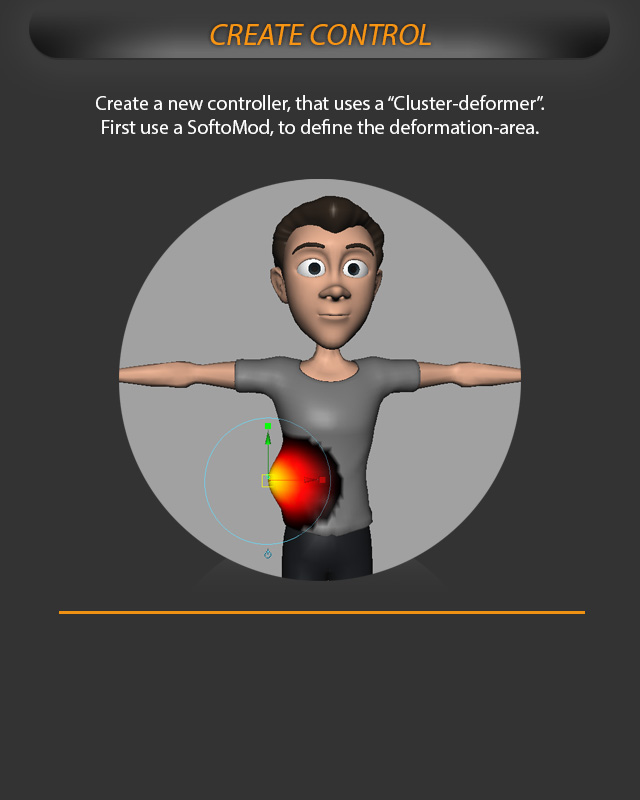 CREATE CONTROL
Create a new controller, that uses a “Cluster-deformer”.
First use a SoftoMod, to define the deformation-area.